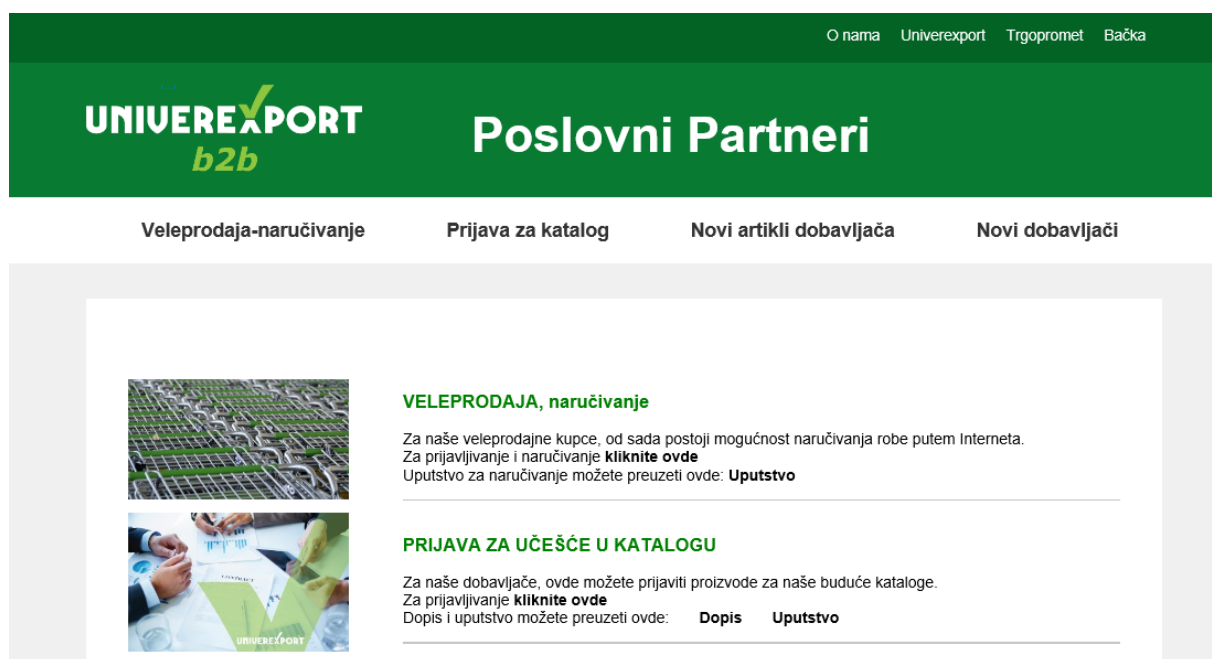 O nama Univerexport Trgopromet Bačka
UNIVEREXPORT
b2b
Poslovni Partneri
Veleprodaja-naručivanje Prijava za katalog Novi artikli dobavljača Novi dobavljači
VELEPRODAJA, naručivanje
Za naše veleprodajne kupce, od sada postoji mogućnost naručivanja robe putem Interneta.
Za prijavljivanje i naručivanje kliknite ovde
Uputstvo za naručivanje možete preuzeti ovde: Uputstvo
CONTRACT
UNIVEREXPORT
PRIJAVA ZA UČEŠĆE U KATALOGU
Za naše dobavljače, ovde možete prijaviti proizvode za naše buduće kataloge.
Za prijavljivanje kliknite ovde
Dopis i uputstvo možete preuzeti ovde: Dopis Uputstvo